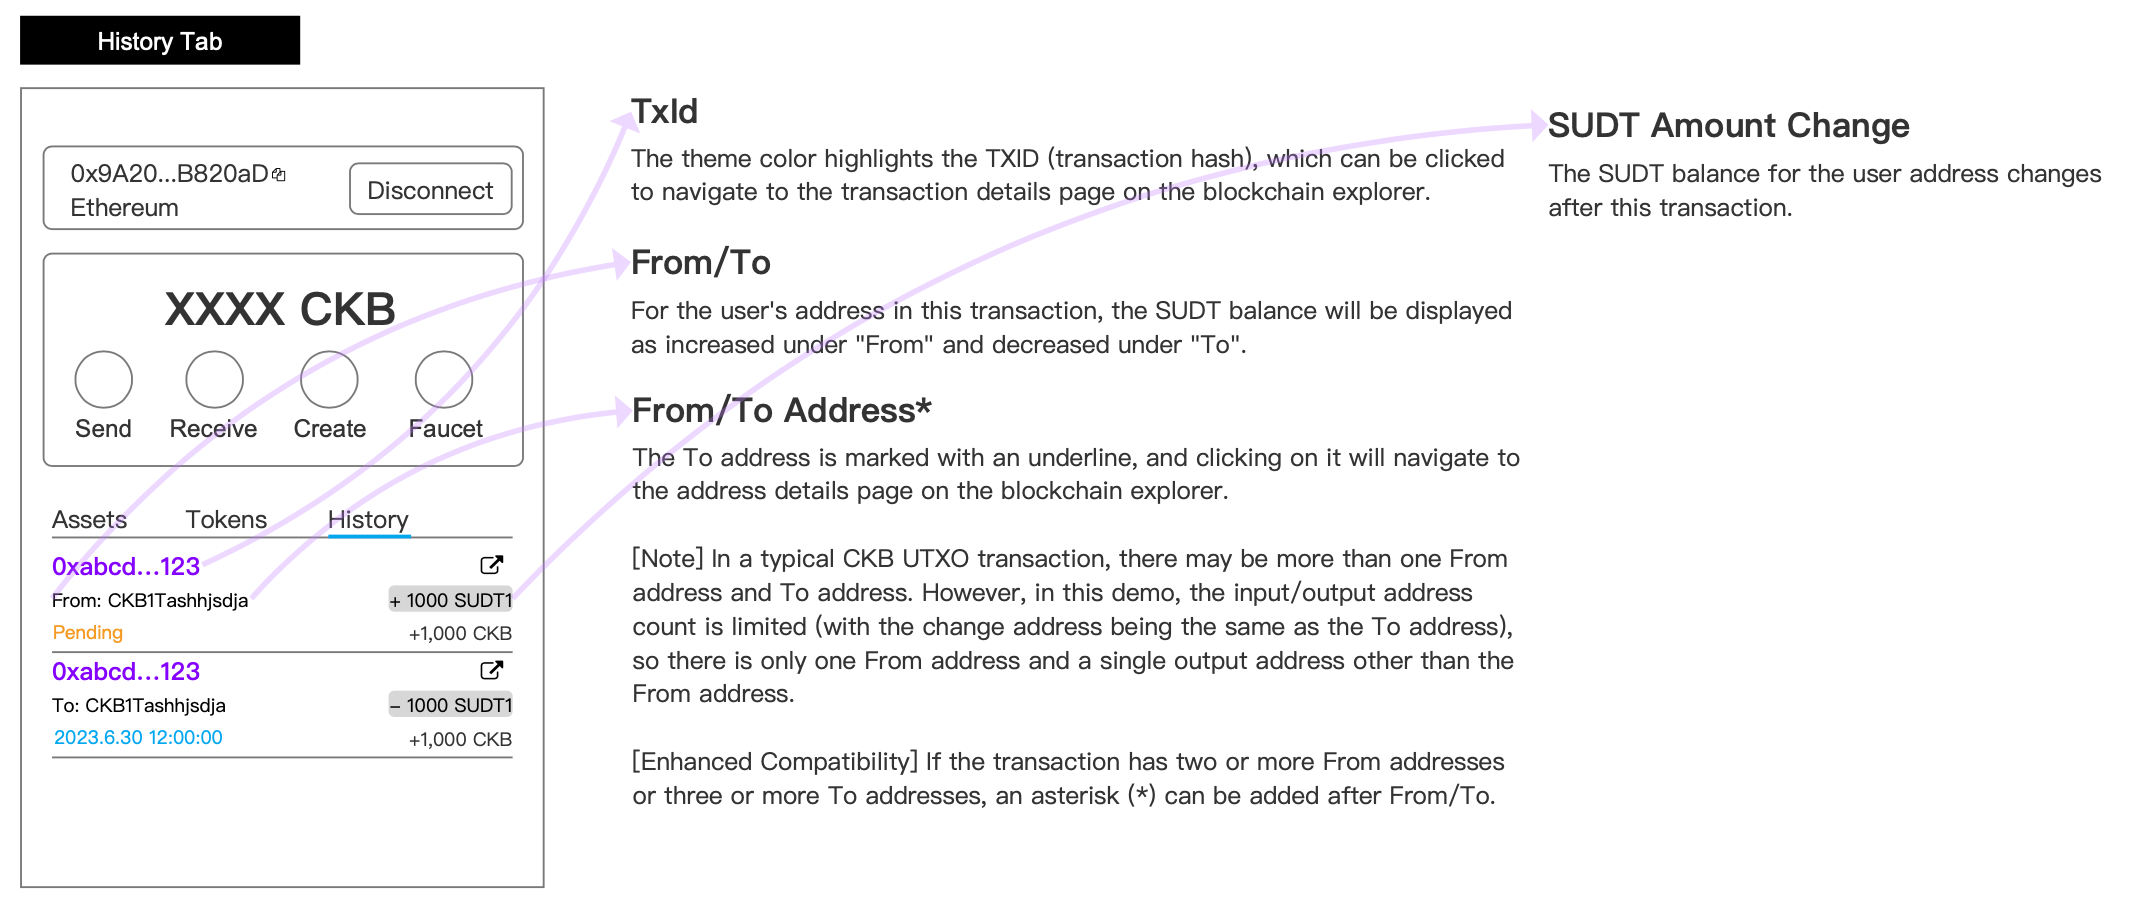 History Tab
0x9A20...B820aD
Ethereum
Disconnect
XXXX CKB
Send
Receive
Create
Faucet
Assets
Tokens
History
0xabcd...123
From: CKB1Tashhjsdja
+ 1000 SUDT1
Pending
+1,000 CKB
0xabcd...123
To: CKB1Tashhjsdja
– 1000 SUDT1
2023.6.30 12:00:00
+1,000 CKB
TxId
The theme color highlights the TXID (transaction hash), which can be clicked
to navigate to the transaction details page on the blockchain explorer.
From/To
For the user's address in this transaction, the SUDT balance will be displayed
as increased under "From" and decreased under "To".
From/To Address*
The To address is marked with an underline, and clicking on it will navigate to
the address details page on the blockchain explorer.
[Note] In a typical CKB UTXO transaction, there may be more than one From
address and To address. However, in this demo, the input/output address
count is limited (with the change address being the same as the To address),
so there is only one From address and a single output address other than the
From address.
[Enhanced Compatibility] If the transaction has two or more From addresses
or three or more To addresses, an asterisk (*) can be added after From/To.
SUDT Amount Change
The SUDT balance for the user address changes
after this transaction.